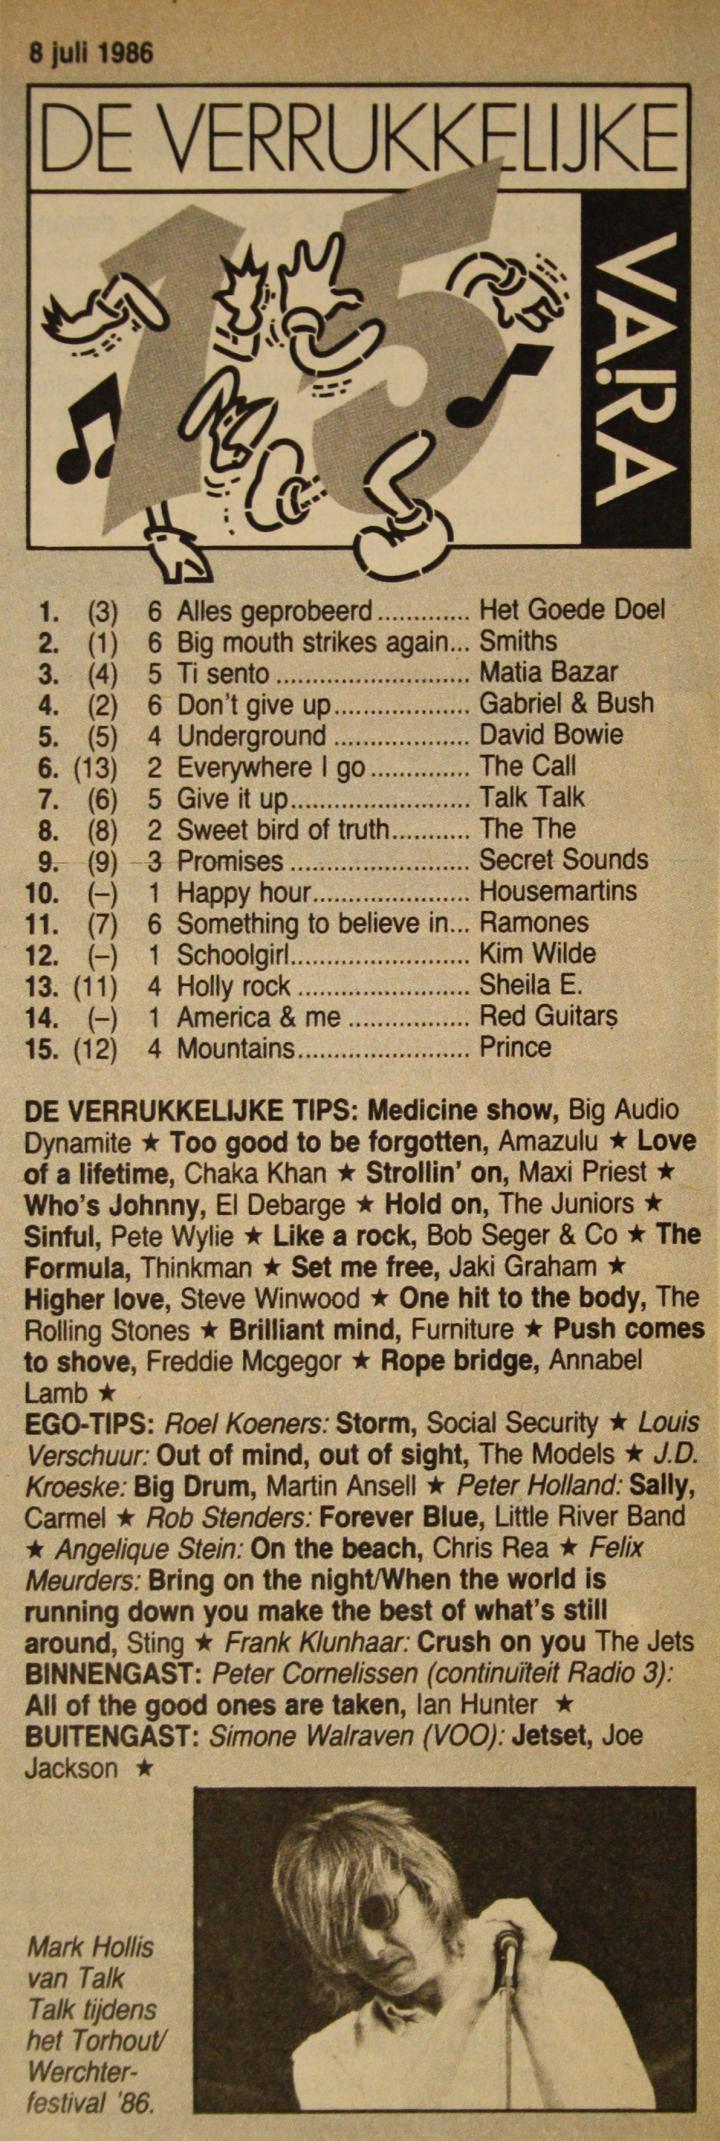 8 juli 1986
DE VERRUKKELIJKE
15
VARA
1. (3) 6 Alles geprobeerd ............. Het Goede Doel
2. (1) 6 Big mouth strikes again... Smiths
3. (4) 5 Ti sento ........................... Matia Bazar
4. (2) 6 Don't give up................... Gabriel & Bush
5. (5) 4 Underground ................... David Bowie
6. (13) 2 Everywhere I go .............. The Call
7. (6) 5 Give it up......................... Talk Talk
8. (8) 2 Sweet bird of truth........... The The
9. (9) 3 Promises ......................... Secret Sounds
10. (–) 1 Happy hour...................... Housemartins
11. (7) 6 Something to believe in... Ramones
12. (–) 1 Schoolgirl......................... Kim Wilde
13. (11) 4 Holly rock ........................ Sheila E.
14. (–) 1 America & me ................. Red Guitars
15. (12) 4 Mountains........................ Prince
DE VERRUKKELIJKE TIPS: Medicine show, Big Audio
Dynamite ★ Too good to be forgotten, Amazulu ★ Love
of a lifetime, Chaka Khan ★ Strollin' on, Maxi Priest ★
Who's Johnny, El Debarge ★ Hold on, The Juniors ★
Sinful, Pete Wylie ★ Like a rock, Bob Seger & Co ★ The
Formula, Thinkman ★ Set me free, Jaki Graham ★
Higher love, Steve Winwood ★ One hit to the body, The
Rolling Stones ★ Brilliant mind, Furniture ★ Push comes
to shove, Freddie Mcgegor ★ Rope bridge, Annabel
Lamb ★
EGO-TIPS: Roel Koeners: Storm, Social Security ★ Louis
Verschuur: Out of mind, out of sight, The Models ★ J.D.
Kroeske: Big Drum, Martin Ansell ★ Peter Holland: Sally,
Carmel ★ Rob Stenders: Forever Blue, Little River Band
★ Angelique Stein: On the beach, Chris Rea ★ Felix
Meurders: Bring on the night/When the world is
running down you make the best of what's still
around, Sting ★ Frank Klunhaar: Crush on you The Jets
BINNENGAST: Peter Cornelissen (continuïteit Radio 3):
All of the good ones are taken, Ian Hunter ★
BUITENGAST: Simone Walraven (VOO): Jetset, Joe
Jackson ★
Mark Hollis
van Talk
Talk tijdens
het Torhout/
Werchter-
festival '86.